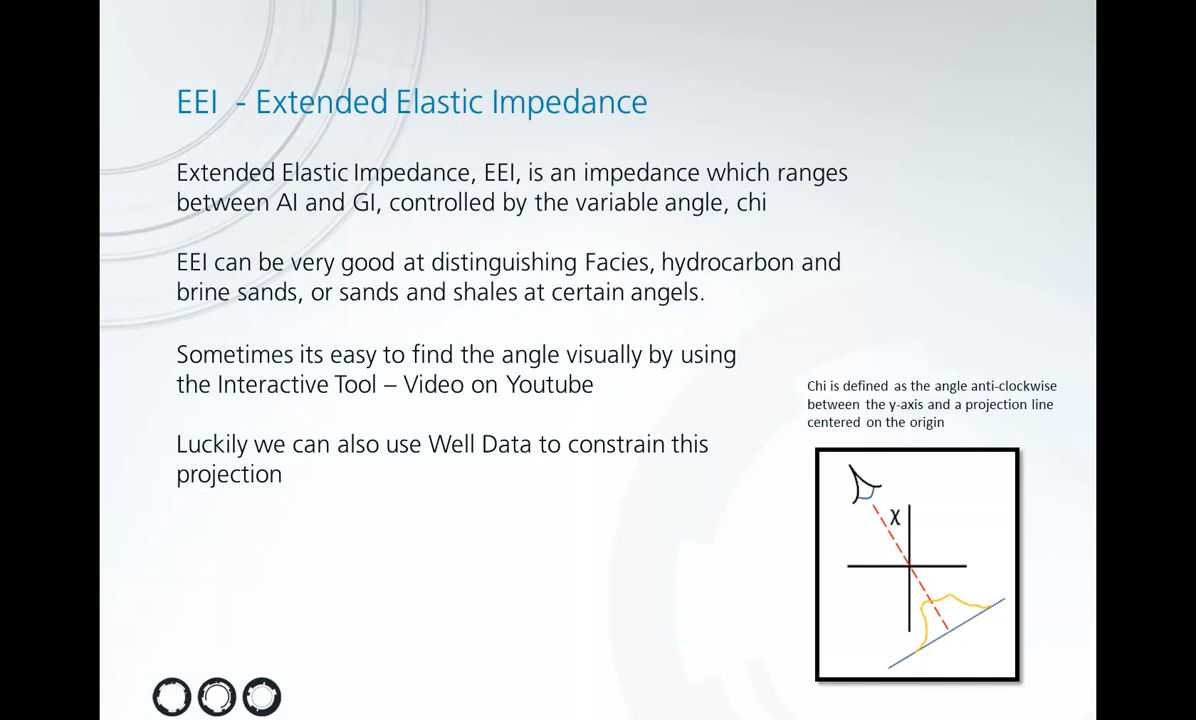 EEI - Extended Elastic Impedance
Extended Elastic Impedance, EEI, is an impedance which ranges
between AI and GI, controlled by the variable angle, chi
EEI can be very good at distinguishing Facies, hydrocarbon and
brine sands, or sands and shales at certain angels.
Sometimes its easy to find the angle visually by using
the Interactive Tool – Video on Youtube
Luckily we can also use Well Data to constrain this
projection
Chi is defined as the angle anti-clockwise
between the y-axis and a projection line
centered on the origin
χ